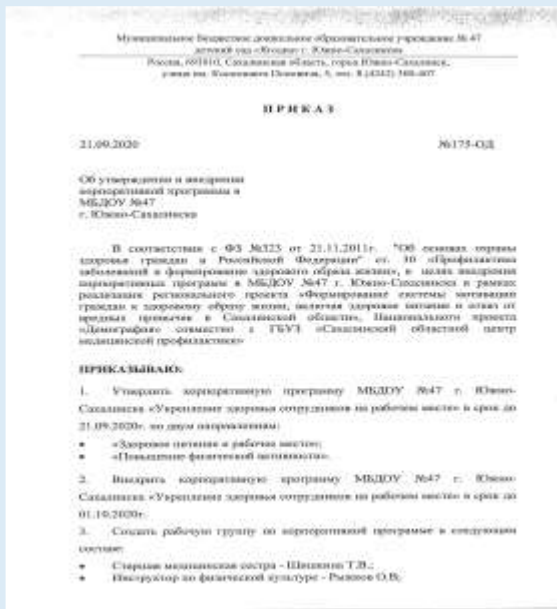 Муниципальное бюджетное дошкольное образовательное учреждение № 47
детский сад «Ягодка» г. Южно-Сахалинска
Россия, 693010, Сахалинская область, город Южно-Сахалинск,
улица им. Космонавта 5, тел. 8 (4242)
ПРИКАЗ
21.09.2020 №175-ОД
Об утверждении и внедрении
корпоративной программы в
МБДОУ №47
г. Южно-Сахалинска
В соответствии с ФЗ №323 от 21.11.2011г. "Об основах охраны
здоровья граждан в Российской Федерации" ст. 30 «Профилактика
заболеваний и формирование здорового образа жизни», в целях внедрения
корпоративных программ в МБДОУ №47 г. Южно-Сахалинска и рамках
реализации регионального проекта «Формирование системы мотивации
граждан к здоровому образу жизни, включая здоровое питание и отказ от
вредных привычек в Сахалинской области», Национального проекта
«Демография» совместно с ГБУЗ «Сахалинский областной центр
медицинской профилактики»
ПРИКАЗЫВАЮ:
1. Утвердить корпоративную программу МБДОУ №47 г. Южно-
Сахалинска «Укрепление здоровья сотрудников на рабочем месте» в срок до
21.09.2020г. по двум направлениям:
• «Здоровое питание и рабочее место»;
• «Повышение физической активности».
2. Внедрить корпоративную программу МБДОУ №47 г. Южно-
Сахалинска «Укрепление здоровья сотрудников на рабочем месте» в срок до
01.10.2020г.
3. Создать рабочую группу по корпоративной программе в следующем
составе:
• Старшая медицинская сестра - Шишкина Т.В.;
• Инструктор по физической культуре - О.В;